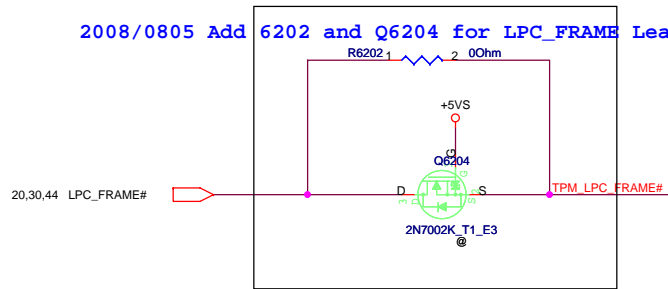 2008/0805 Add 6202 and Q6204 for LPC_FRAME Lea
R6202 1 2 0Ohm
+5VS
G
Q6204
G
20,30,44 LPC_FRAME# D S TPM_LPC_FRAME#
3 D S 2
2N7002K_T1_E3
@